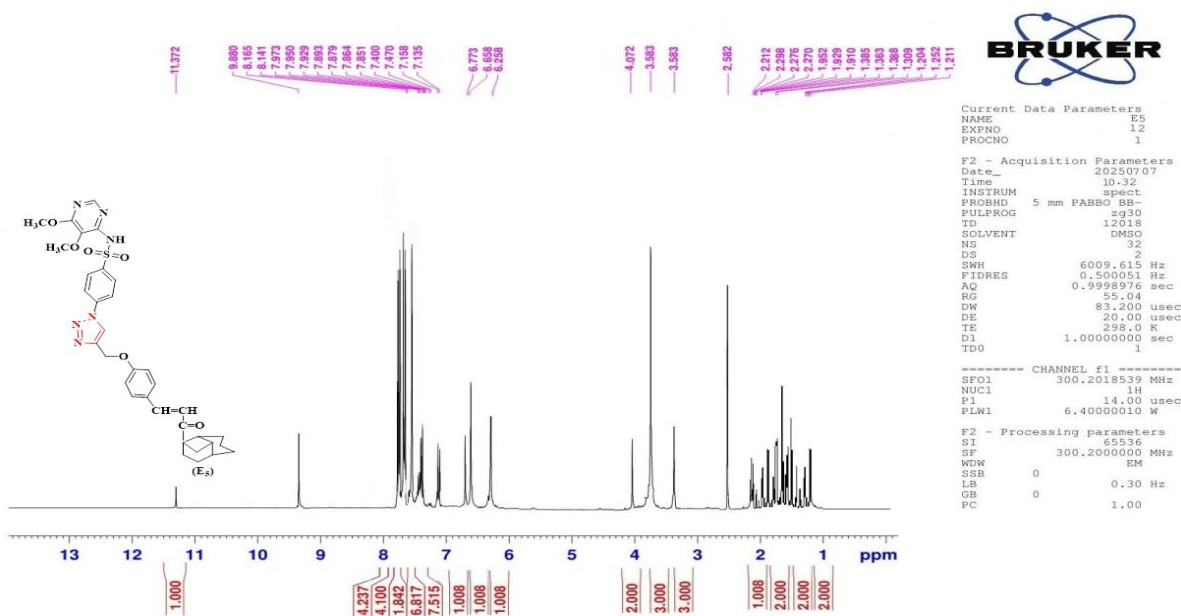 11.372
9.880
8.165
8.141
7.973
7.950
7.929
7.893
7.879
7.864
7.851
7.400
7.470
7.158
7.135
6.773
6.658
6.258
4.072
3.583
3.583
2.582
2.212
2.298
2.276
2.270
1.952
1.929
1.910
1.385
1.363
1.388
1.309
1.204
1.252
1.211
BRUKER
Current Data Parameters
NAME E5
EXPNO 12
PROCNO 1
F2 - Acquisition Parameters
Date_ 20250707
Time 10.32
INSTRUM spect
PROBHD 5 mm PABBO BB-
PULPROG zg30
TD 12018
SOLVENT DMSO
NS 32
DS 2
SWH 6009.615 Hz
FIDRES 0.500051 Hz
AQ 0.9998976 sec
RG 55.04
DW 83.200 usec
DE 20.00 usec
TE 298.0 K
D1 1.00000000 sec
TD0 1
======== CHANNEL f1 ========
SFO1 300.2018539 MHz
NUC1 1H
P1 14.00 usec
PLW1 6.40000010 W
F2 - Processing parameters
SI 65536
SF 300.2000000 MHz
WDW EM
SSB 0
LB 0.30 Hz
GB 0
PC 1.00
N N
H₃CO
H₃CO NH
O=S=O
N
N
N
O
C=CH
H
C=O
(E₅)
13 12 11 10 9 8 7 6 5 4 3 2 1 ppm
1.000
4.237
4.100
1.842
6.817
7.515
1.008
1.008
1.008
2.000
3.000
3.000
1.008
2.000
2.000
2.000